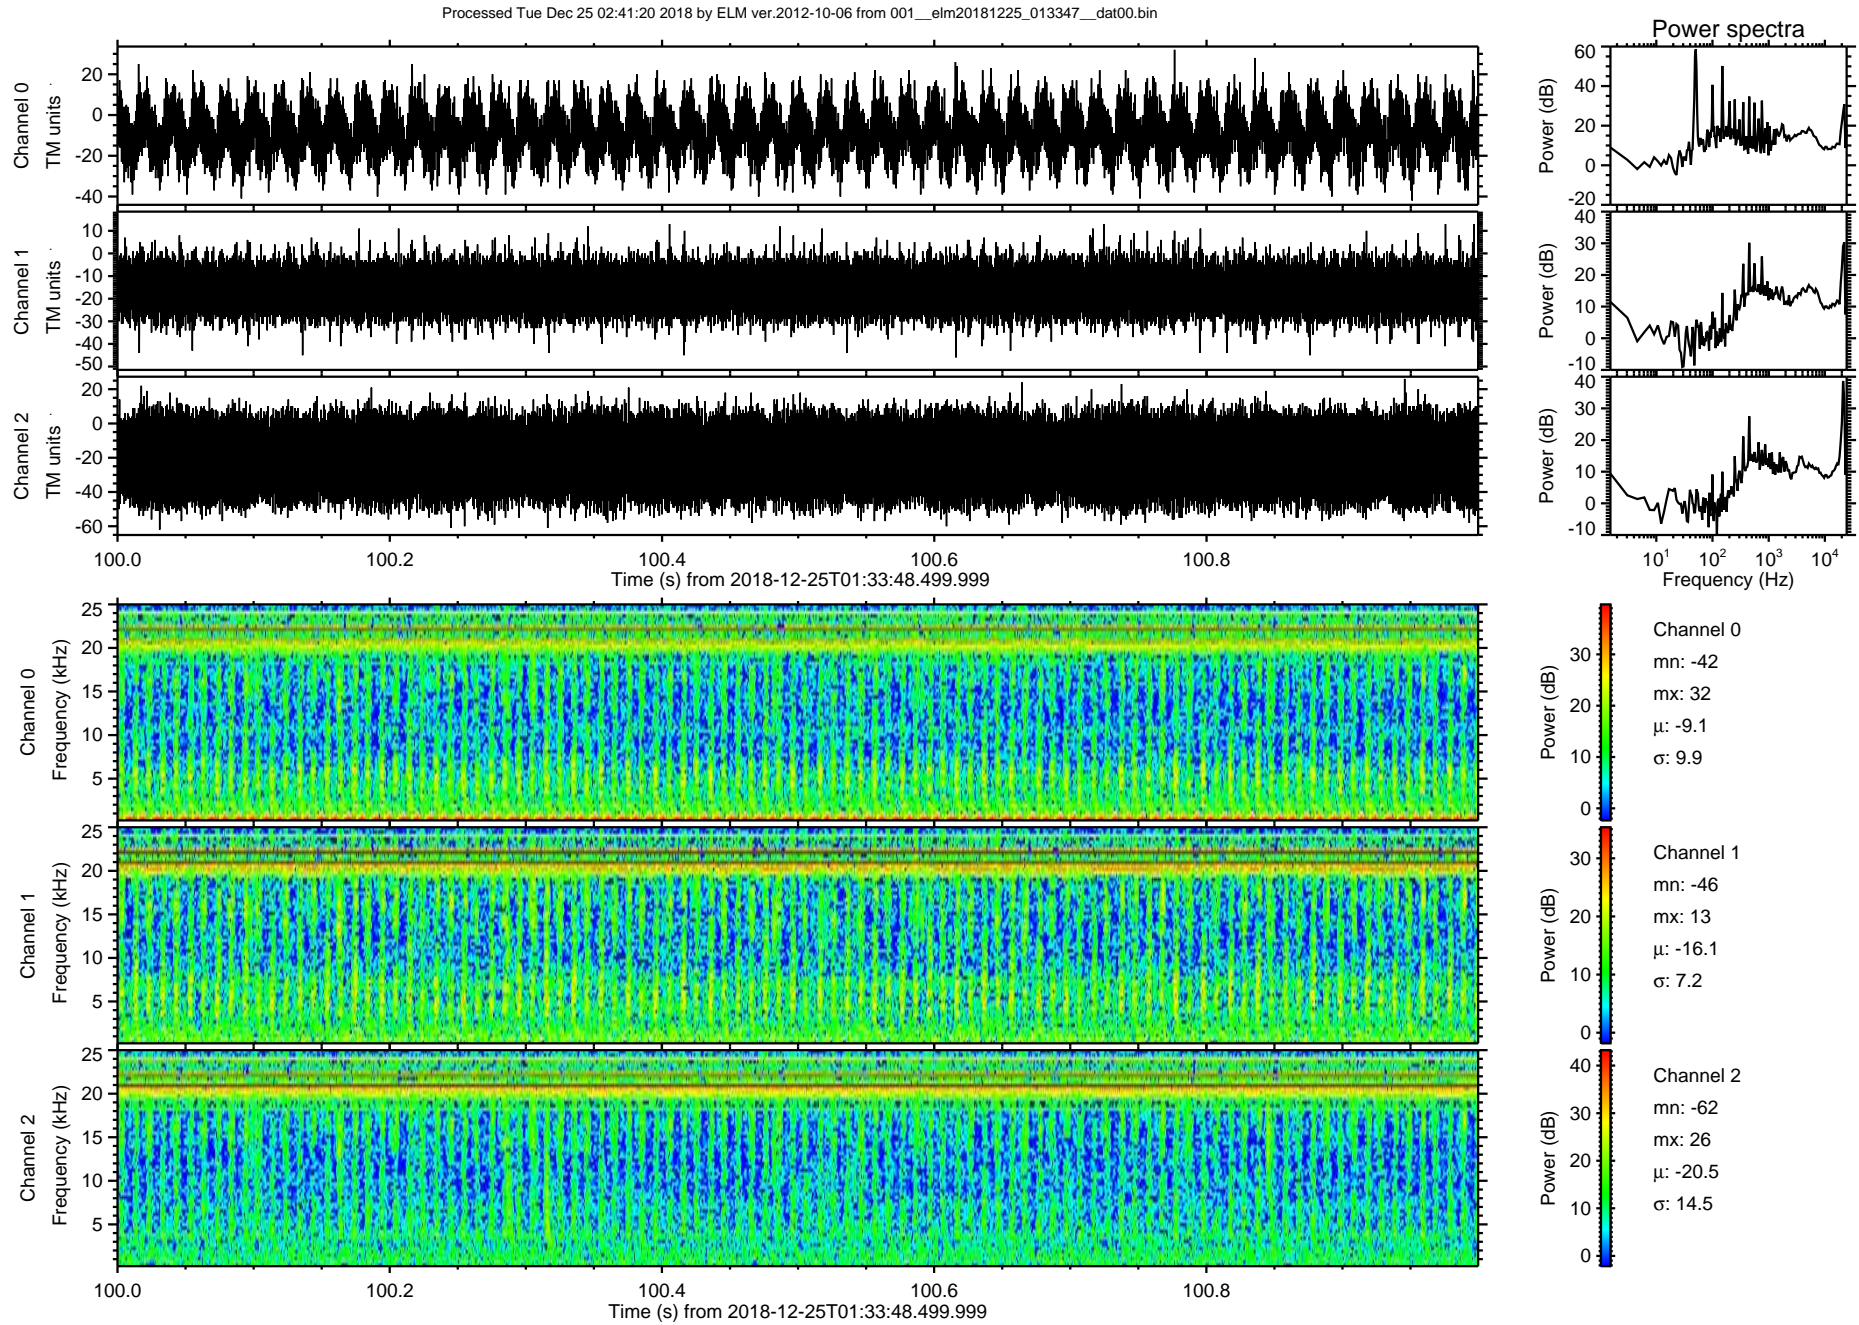 Processed Tue Dec 25 02:41:20 2018 by ELM ver.2012-10-06 from 001__elm20181225_013347__dat00.bin
Power spectra
Channel 0
TM units
20
0
-20
-40
Power (dB)
60
40
20
0
-20
Channel 1
TM units
10
0
-10
-20
-30
-40
-50
Power (dB)
40
30
20
10
0
-10
Channel 2
TM units
20
0
-20
-40
-60
Power (dB)
40
30
20
10
0
-10
100.0 100.2 100.4 100.6 100.8
Time (s) from 2018-12-25T01:33:48.499.999
10^1 10^2 10^3 10^4
Frequency (Hz)
Channel 0
Frequency (kHz)
25
20
15
10
5
Power (dB)
30
20
10
0
Channel 0
mn: -42
mx: 32
μ: -9.1
σ: 9.9
Channel 1
Frequency (kHz)
25
20
15
10
5
Power (dB)
30
20
10
0
Channel 1
mn: -46
mx: 13
μ: -16.1
σ: 7.2
Channel 2
Frequency (kHz)
25
20
15
10
5
Power (dB)
40
30
20
10
0
Channel 2
mn: -62
mx: 26
μ: -20.5
σ: 14.5
100.0 100.2 100.4 100.6 100.8
Time (s) from 2018-12-25T01:33:48.499.999